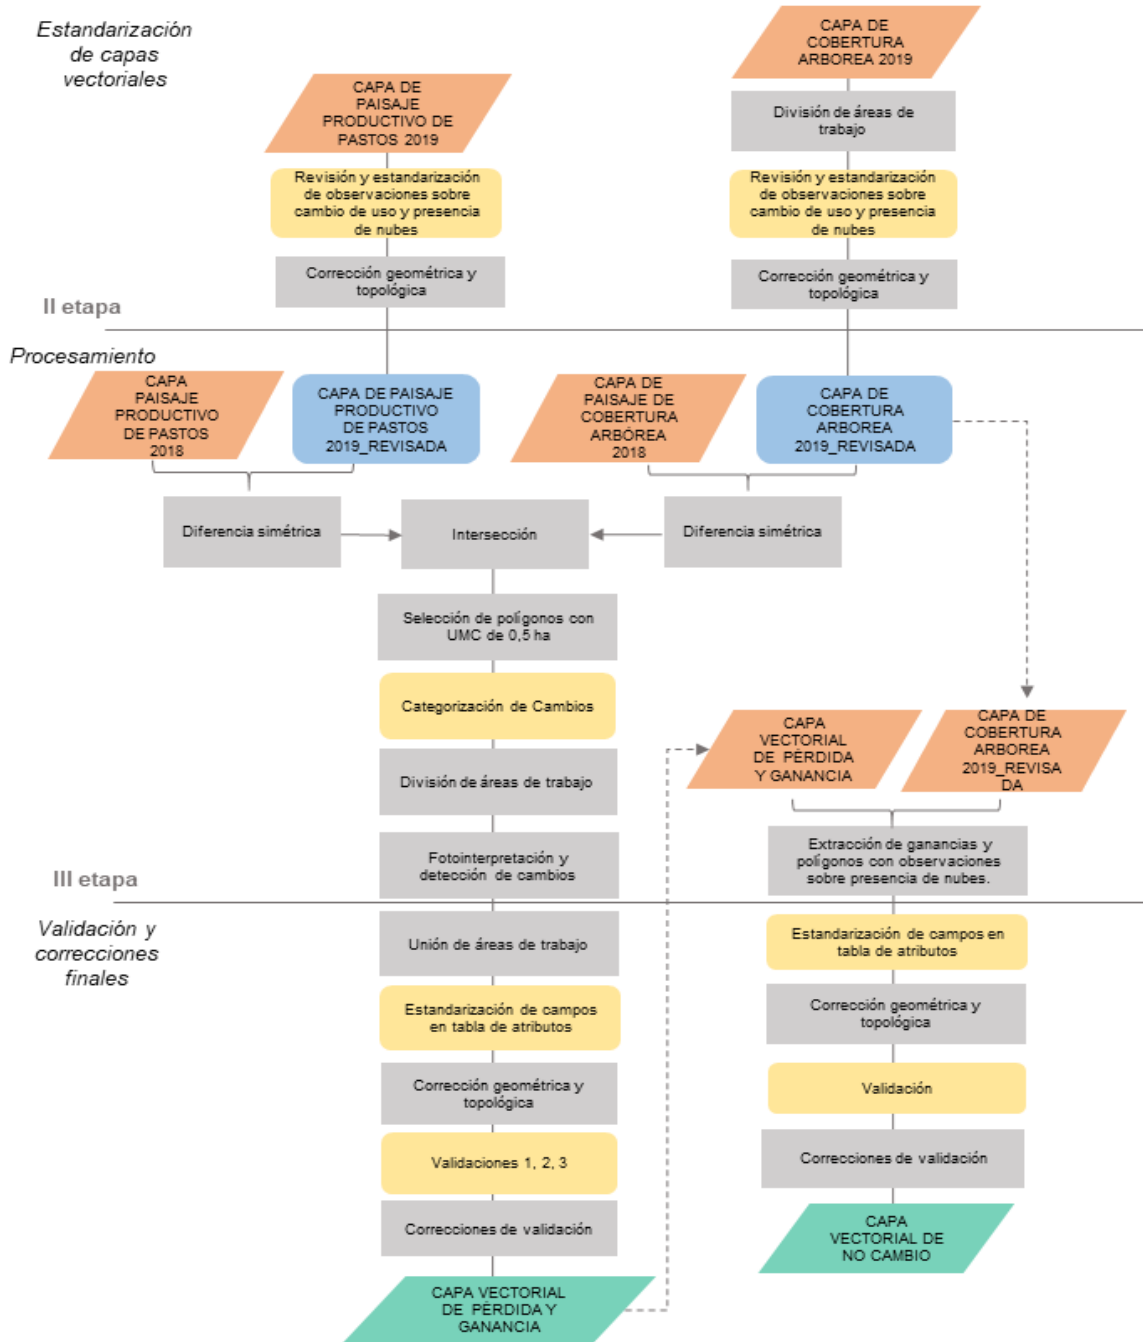 Estandarización
de capas
vectoriales
CAPA DE
COBERTURA
ARBOREA 2019
CAPA DE
PAISAJE
PRODUCTIVO DE
PASTOS 2019
División de áreas de
trabajo
Revisión y estandarización
de observaciones sobre
cambio de uso y presencia
de nubes
Revisión y estandarización
de observaciones sobre
cambio de uso y presencia
de nubes
Corrección geométrica y
topológica
Corrección geométrica y
topológica
II etapa
Procesamiento
CAPA
PAISAJE
PRODUCTIVO
DE PASTOS
2018
CAPA DE PAISAJE
PRODUCTIVO
DE PASTOS
2019_REVISADA
CAPA DE
PAISAJE DE
COBERTURA
ARBÓREA
2018
CAPA DE
COBERTURA
ARBOREA
2019_REVISADA
Diferencia simétrica
Intersección
Diferencia simétrica
Selección de polígonos con
UMC de 0,5 ha
Categorización de Cambios
División de áreas de trabajo
Fotointerpretación y
detección de cambios
CAPA
VECTORIAL
DE PÉRDIDA
Y GANANCIA
CAPA DE
COBERTURA
ARBOREA
2019_REVISA
DA
Extracción de ganancias y
polígonos con observaciones
sobre presencia de nubes.
III etapa
Validación y
correcciones
finales
Unión de áreas de trabajo
Estandarización de campos
en tabla de atributos
Corrección geométrica y
topológica
Validaciones 1, 2, 3
Correcciones de validación
CAPA VECTORIAL
DE PÉRDIDA Y
GANANCIA
Estandarización de campos en
tabla de atributos
Corrección geométrica y
topológica
Validación
Correcciones de validación
CAPA
VECTORIAL DE
NO CAMBIO